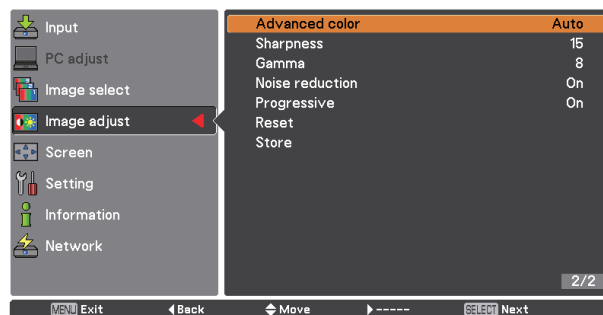 Input
PC adjust
Image select
Image adjust
Screen
Setting
Information
Network
Advanced color Auto
Sharpness 15
Gamma 8
Noise reduction On
Progressive On
Reset
Store
2/2
MENU Exit Back Move ----- SELECT Next